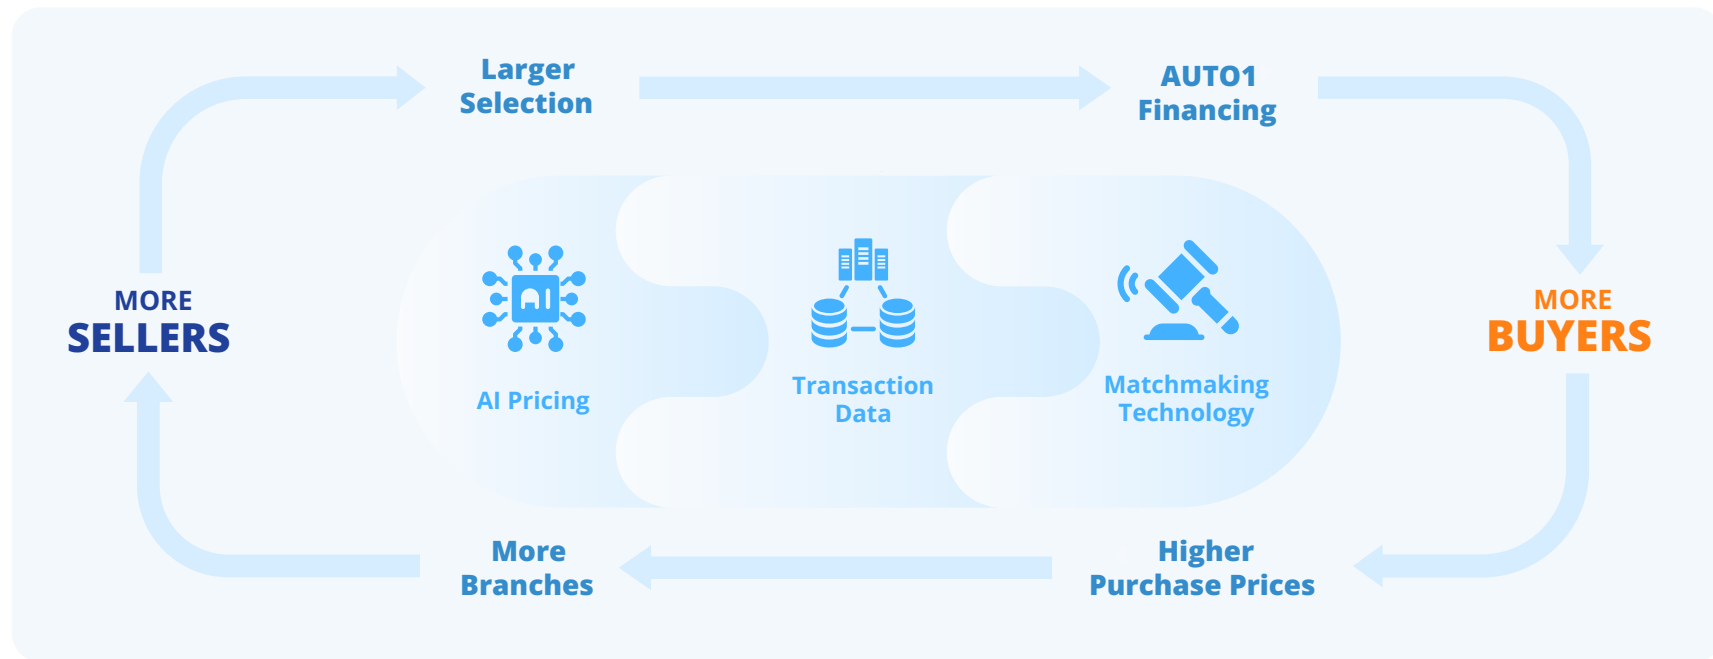 Larger
Selection
AUTO1
Financing
MORE
SELLERS
MORE
BUYERS
AI
AI Pricing
Transaction
Data
Matchmaking
Technology
More
Branches
Higher
Purchase Prices